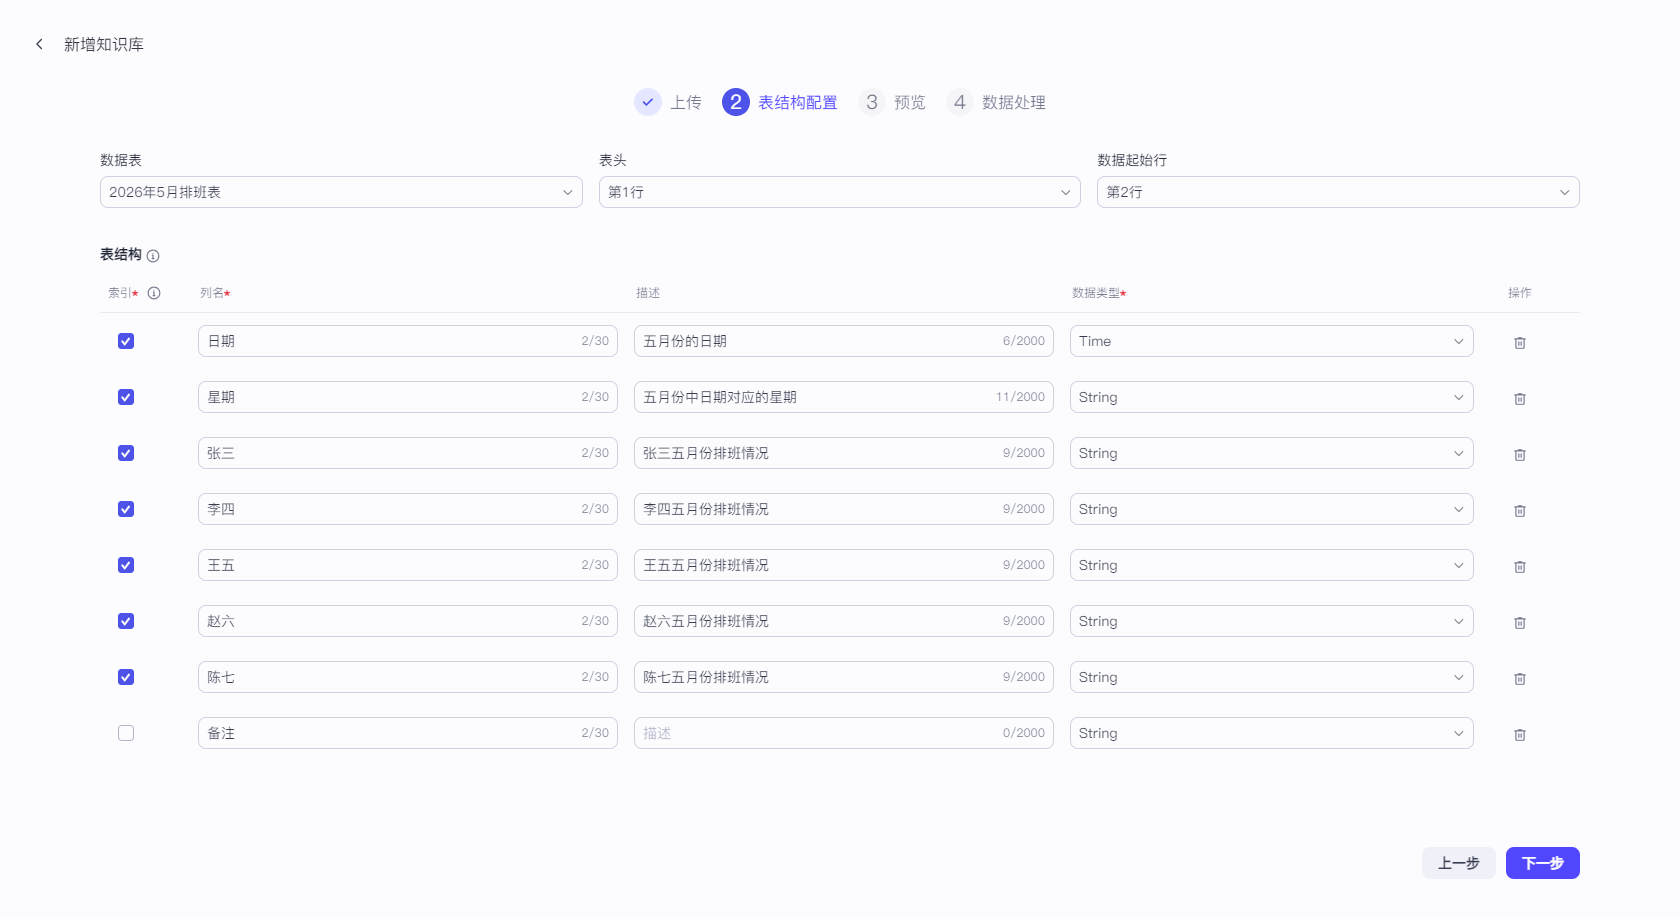 新增知识库
上传 2 表结构配置 3 预览 4 数据处理
数据表 表头 数据起始行
2026年5月排班表 第1行 第2行
表结构
索引* 列名* 描述 数据类型* 操作
日期 2/30 五月份的日期 6/2000 Time
星期 2/30 五月份中日期对应的星期 11/2000 String
张三 2/30 张三五月份排班情况 9/2000 String
李四 2/30 李四五月份排班情况 9/2000 String
王五 2/30 王五五月份排班情况 9/2000 String
赵六 2/30 赵六五月份排班情况 9/2000 String
陈七 2/30 陈七五月份排班情况 9/2000 String
备注 2/30 描述 0/2000 String
上一步 下一步